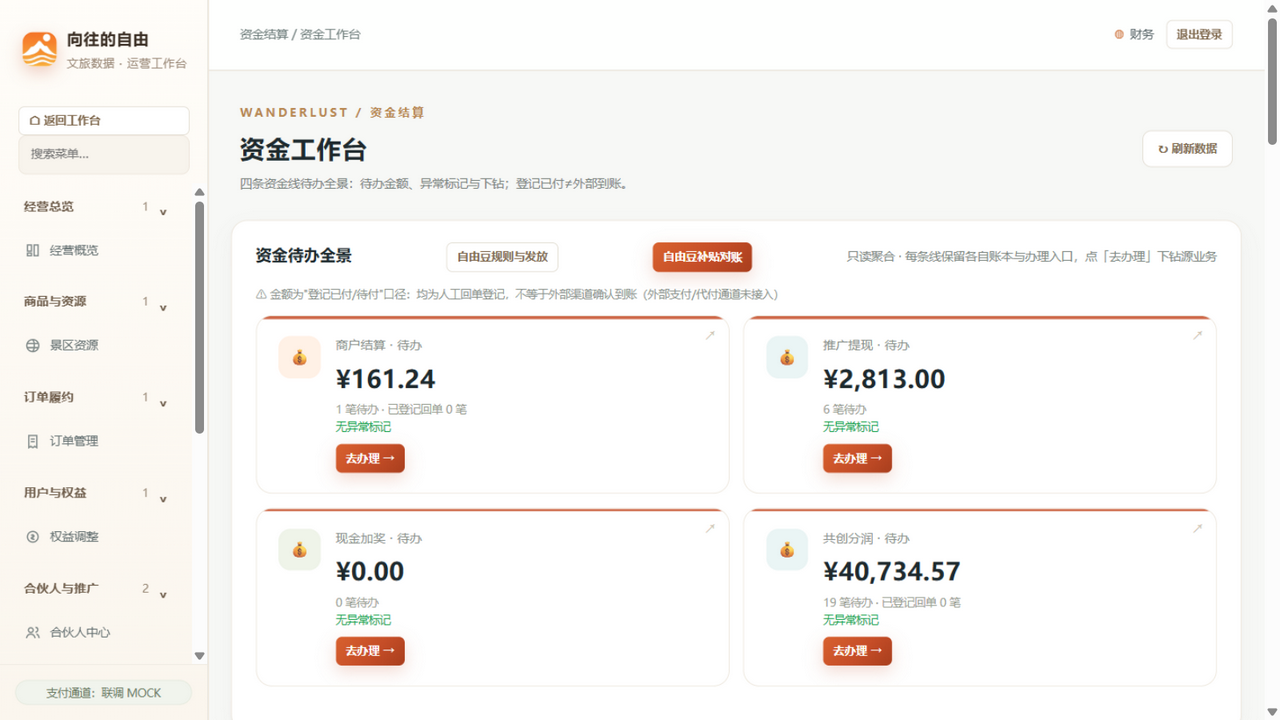 向往的自由
文旅数据 · 运营工作台
返回工作台
搜索菜单...
经营总览 1
经营概览
商品与资源 1
景区资源
订单履约 1
订单管理
用户与权益 1
权益调整
合伙人与推广 2
合伙人中心
支付通道：联调 MOCK
资金结算 / 资金工作台
财务
退出登录
WANDERLUST / 资金结算
资金工作台
↻ 刷新数据
四条资金线待办全景：待办金额、异常标记与下钻；登记已付≠外部到账。
资金待办全景
自由豆规则与发放
自由豆补贴对账
只读聚合 · 每条线保留各自账本与办理入口，点「去办理」下钻源业务
⚠ 金额为"登记已付/待付"口径：均为人工回单登记，不等于外部渠道确认到账（外部支付/代付通道未接入）
商户结算 · 待办
¥161.24
1 笔待办 · 已登记回单 0 笔
无异常标记
去办理 →
推广提现 · 待办
¥2,813.00
6 笔待办
无异常标记
去办理 →
现金加奖 · 待办
¥0.00
0 笔待办
无异常标记
去办理 →
共创分润 · 待办
¥40,734.57
19 笔待办 · 已登记回单 0 笔
无异常标记
去办理 →